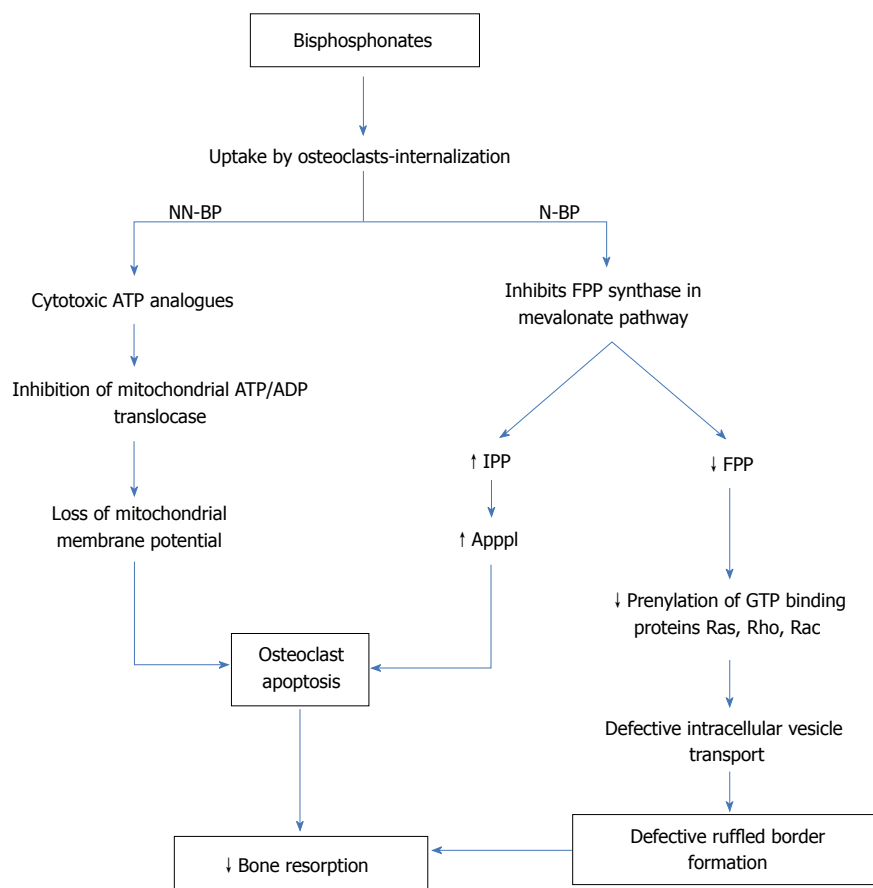 Bisphosphonates
Uptake by osteoclasts-internalization
NN-BP
N-BP
Cytotoxic ATP analogues
Inhibits FPP synthase in
mevalonate pathway
Inhibition of mitochondrial ATP/ADP
translocase
↑ IPP
↓ FPP
Loss of mitochondrial
membrane potential
↑ Apppl
↓ Prenylation of GTP binding
proteins Ras, Rho, Rac
Osteoclast
apoptosis
Defective intracellular vesicle
transport
↓ Bone resorption
Defective ruffled border
formation